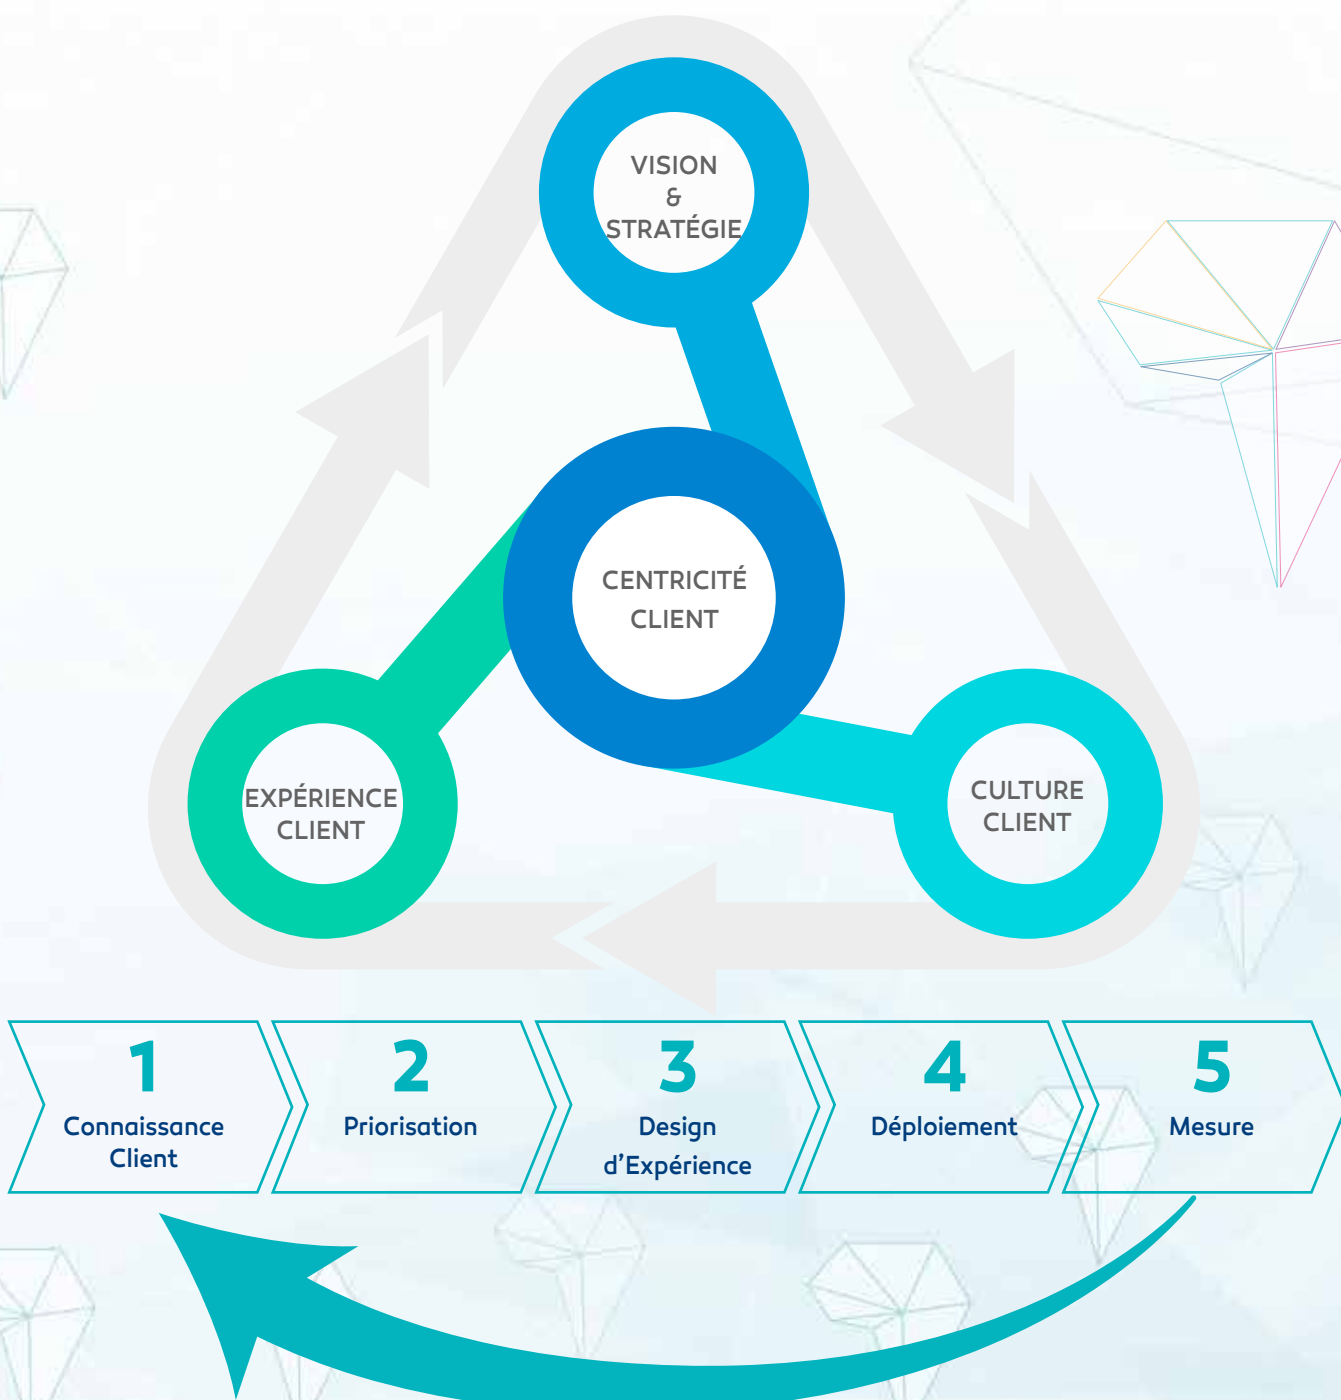 VISION
&
STRATÉGIE
CENTRICITÉ
CLIENT
EXPÉRIENCE
CLIENT
CULTURE
CLIENT
1
Connaissance
Client
2
Priorisation
3
Design
d'Expérience
4
Déploiement
5
Mesure